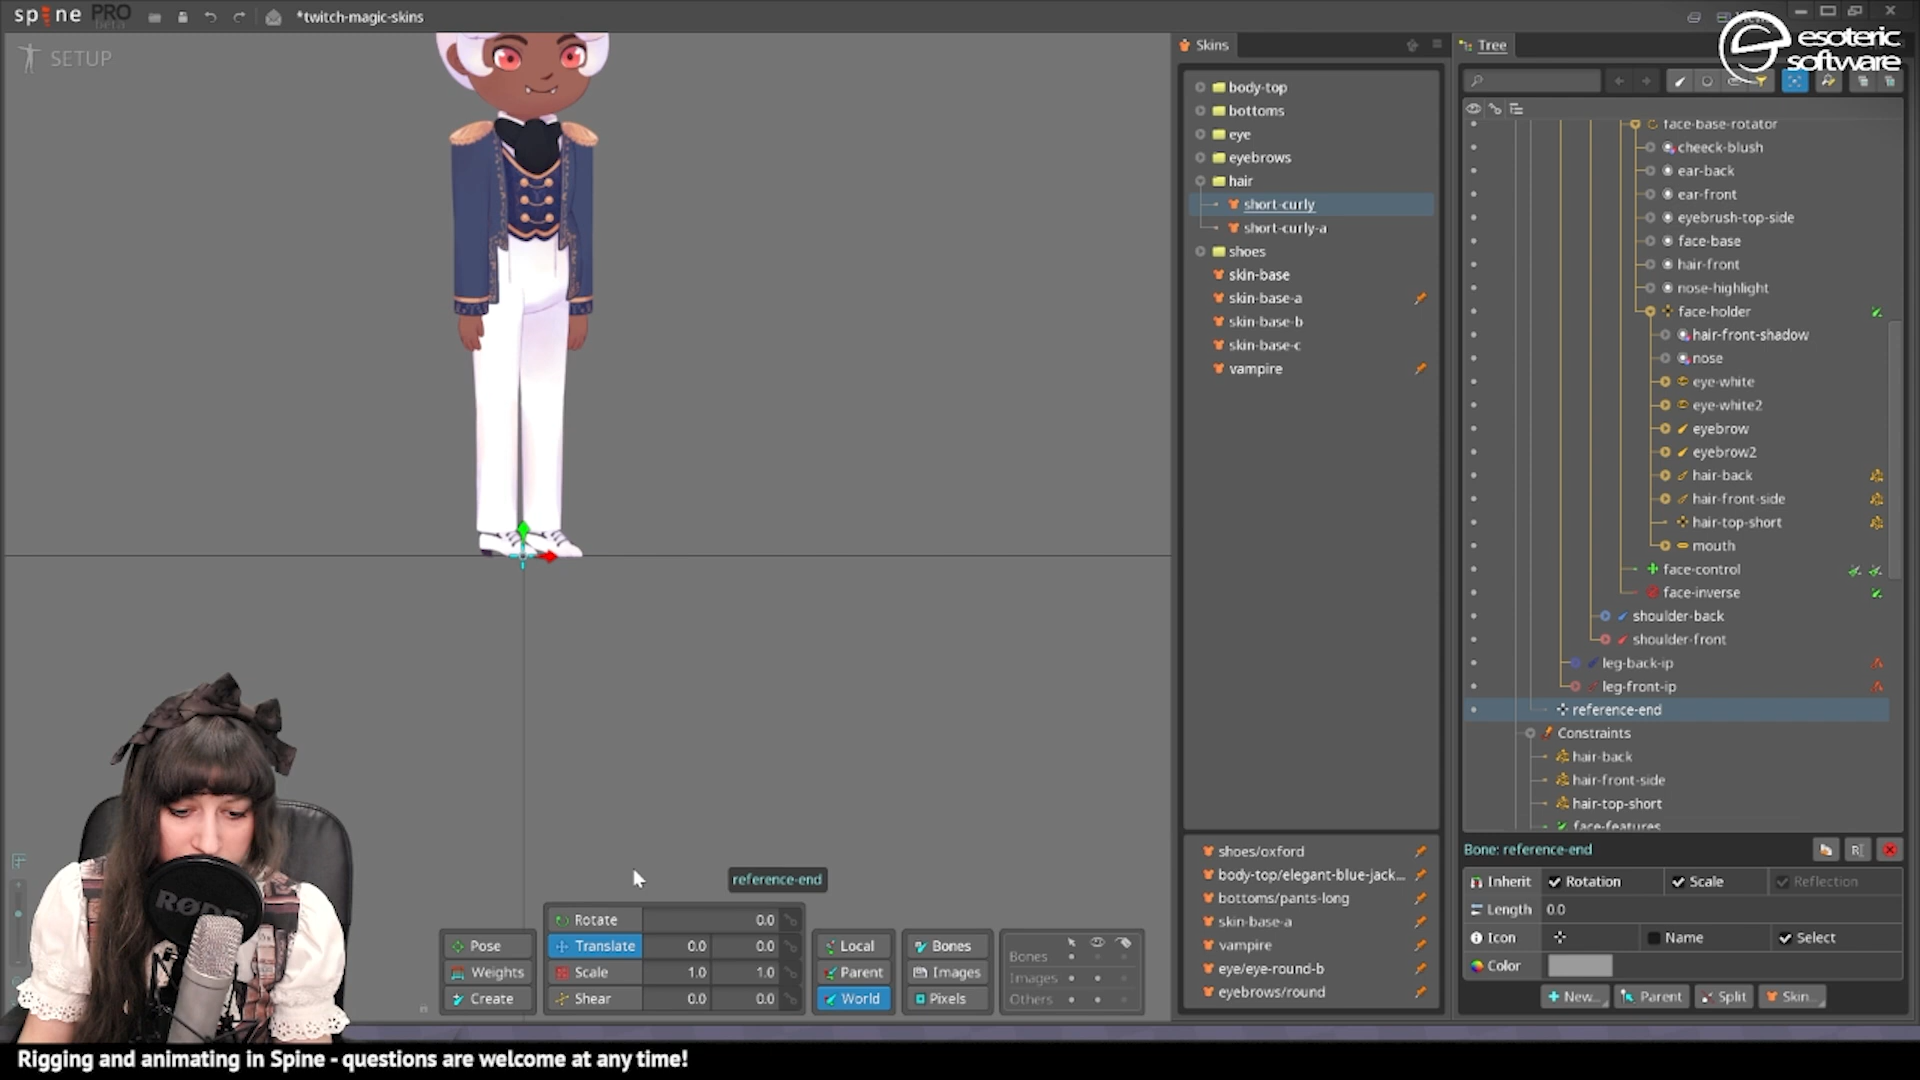 spine PRO
beta
*twitch-magic-skins
esoteric
software
SETUP
Skins
body-top
bottoms
eye
eyebrows
hair
short-curly
short-curly-a
shoes
skin-base
skin-base-a
skin-base-b
skin-base-c
vampire
shoes/oxford
body-top/elegant-blue-jack...
bottoms/pants-long
skin-base-a
vampire
eye/eye-round-b
eyebrows/round
Tree
face-base-rotator
cheeck-blush
ear-back
ear-front
eyebrush-top-side
face-base
hair-front
nose-highlight
face-holder
hair-front-shadow
nose
eye-white
eye-white2
eyebrow
eyebrow2
hair-back
hair-front-side
hair-top-short
mouth
face-control
face-inverse
shoulder-back
shoulder-front
leg-back-ip
leg-front-ip
reference-end
Constraints
hair-back
hair-front-side
hair-top-short
face-features
Bone: reference-end
Inherit Rotation Scale Reflection
Length 0.0
Icon Name Select
Color
New... Parent Split Skin...
reference-end
Pose
Weights
Create
Rotate 0.0
Translate 0.0 0.0
Scale 1.0 1.0
Shear 0.0 0.0
Local
Parent
World
Bones
Images
Pixels
Bones
Images
Others
RØDE
Rigging and animating in Spine - questions are welcome at any time!